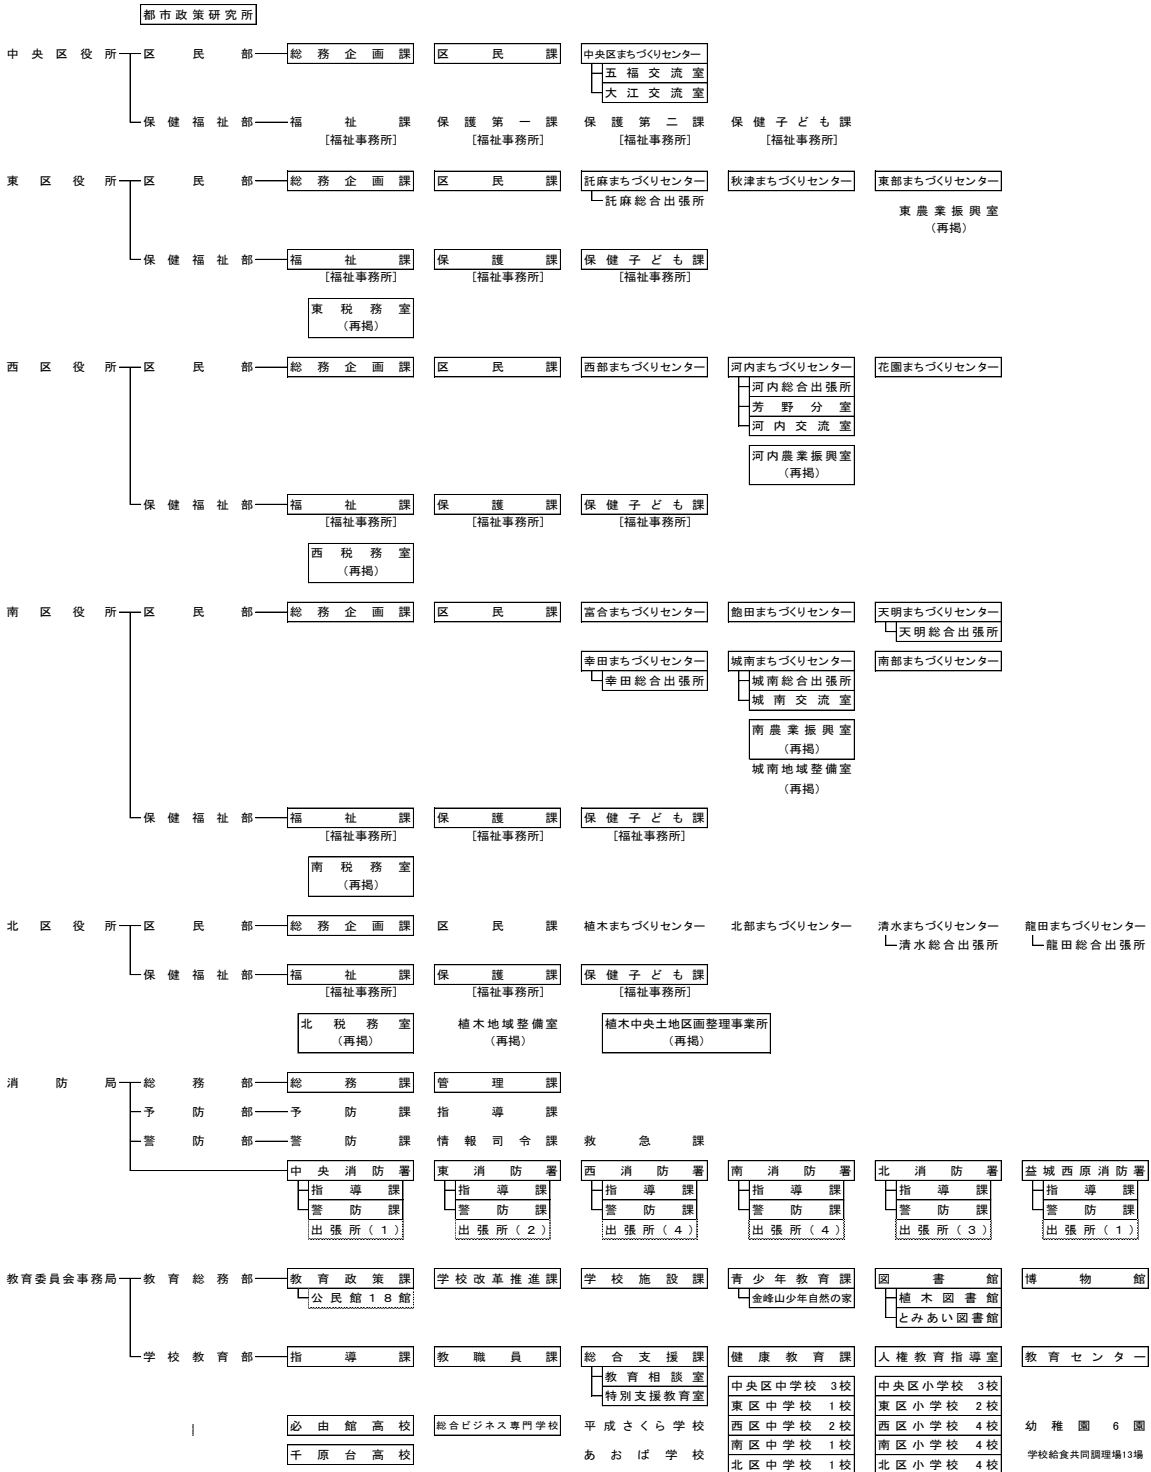 都市政策研究所
中央区役所 区民部 総務企画課 区民課 中央区まちづくりセンター
五福交流室
大江交流室
保健福祉部 福祉課 保護第一課 保護第二課 保健子ども課
[福祉事務所] [福祉事務所] [福祉事務所] [福祉事務所]
東区役所 区民部 総務企画課 区民課 託麻まちづくりセンター 秋津まちづくりセンター 東部まちづくりセンター
託麻総合出張所
東農業振興室
(再掲)
保健福祉部 福祉課 保護課 保健子ども課
[福祉事務所] [福祉事務所] [福祉事務所]
東税務室
(再掲)
西区役所 区民部 総務企画課 区民課 西部まちづくりセンター 河内まちづくりセンター 花園まちづくりセンター
河内総合出張所
芳野分室
河内交流室
河内農業振興室
(再掲)
保健福祉部 福祉課 保護課 保健子ども課
[福祉事務所] [福祉事務所] [福祉事務所]
西税務室
(再掲)
南区役所 区民部 総務企画課 区民課 富合まちづくりセンター 飽田まちづくりセンター 天明まちづくりセンター
天明総合出張所
幸田まちづくりセンター 城南まちづくりセンター 南部まちづくりセンター
幸田総合出張所 城南総合出張所
城南交流室
南農業振興室
(再掲)
城南地域整備室
(再掲)
保健福祉部 福祉課 保護課 保健子ども課
[福祉事務所] [福祉事務所] [福祉事務所]
南税務室
(再掲)
北区役所 区民部 総務企画課 区民課 植木まちづくりセンター 北部まちづくりセンター 清水まちづくりセンター 龍田まちづくりセンター
清水総合出張所 龍田総合出張所
保健福祉部 福祉課 保護課 保健子ども課
[福祉事務所] [福祉事務所] [福祉事務所]
北税務室 植木地域整備室 植木中央土地区画整理事業所
(再掲) (再掲) (再掲)
消防局 総務部 総務課 管理課
予防部 予防課 指導課
警防部 警防課 情報司令課 救急課
中央消防署 東消防署 西消防署 南消防署 北消防署 益城西原消防署
指導課 指導課 指導課 指導課 指導課 指導課
警防課 警防課 警防課 警防課 警防課 警防課
出張所(1) 出張所(2) 出張所(4) 出張所(4) 出張所(3) 出張所(1)
教育委員会事務局 教育総務部 教育政策課 学校改革推進課 学校施設課 青少年教育課 図書館 博物館
公民館18館 金峰山少年自然の家 植木図書館
とみあい図書館
学校教育部 指導課 教職員課 総合支援課 健康教育課 人権教育指導室 教育センター
教育相談室 中央区中学校 3校 中央区小学校 3校
特別支援教育室 東区中学校 1校 東区小学校 2校
必由館高校 総合ビジネス専門学校 平成さくら学校 西区中学校 2校 西区小学校 4校 幼稚園 6園
南区中学校 1校 南区小学校 4校
千原台高校 あおば学校 北区中学校 1校 北区小学校 4校 学校給食共同調理場13場